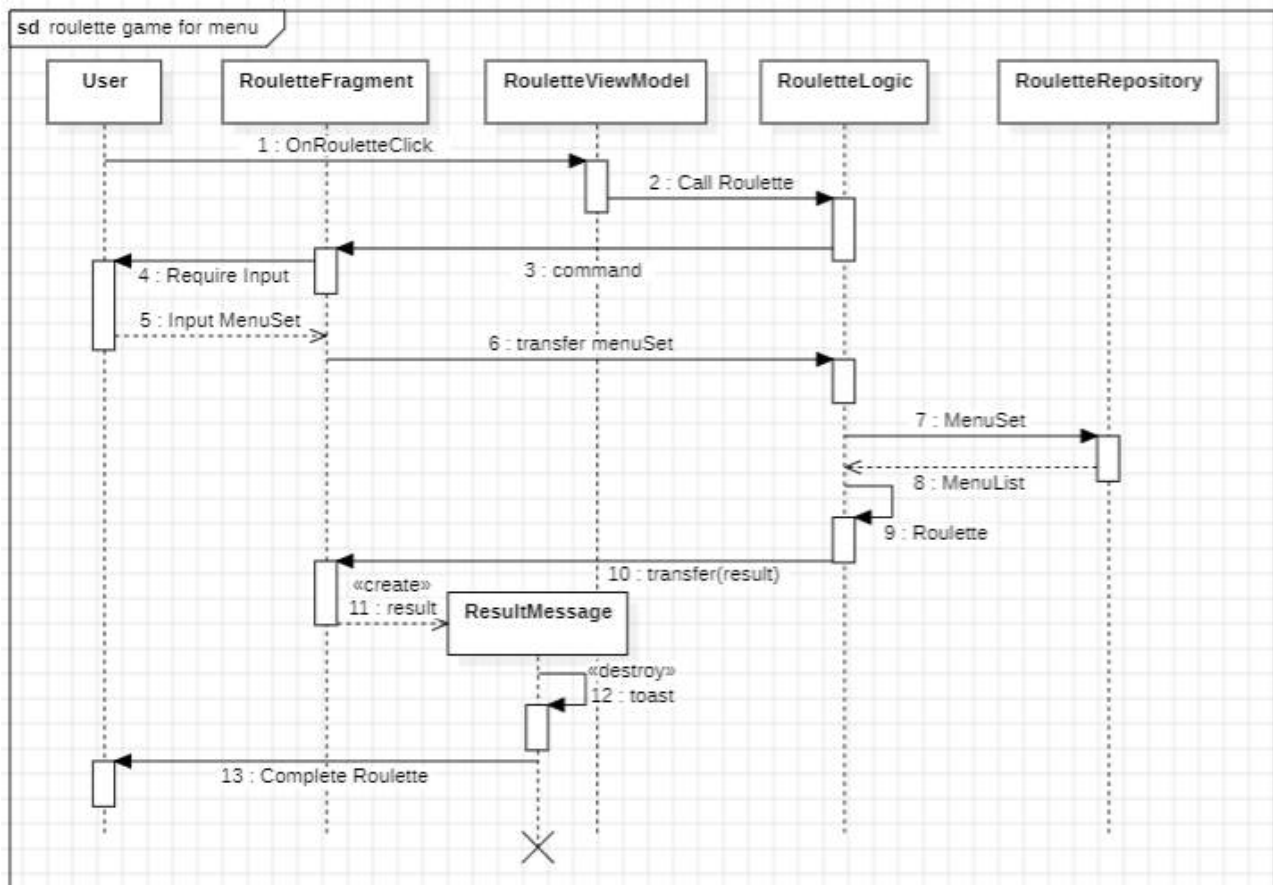 sd roulette game for menu
User
RouletteFragment
RouletteViewModel
RouletteLogic
RouletteRepository
1 : OnRouletteClick
2 : Call Roulette
3 : command
4 : Require Input
5 : Input MenuSet
6 : transfer menuSet
7 : MenuSet
8 : MenuList
9 : Roulette
10 : transfer(result)
«create»
11 : result
ResultMessage
«destroy»
12 : toast
13 : Complete Roulette